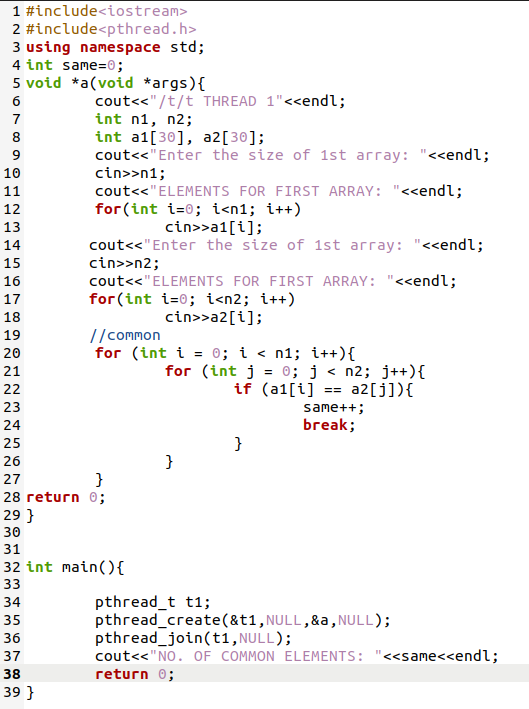 1 #include<iostream>
2 #include<pthread.h>
3 using namespace std;
4 int same=0;
5 void *a(void *args){
6         cout<<"/t/t THREAD 1"<<endl;
7         int n1, n2;
8         int a1[30], a2[30];
9         cout<<"Enter the size of 1st array: "<<endl;
10         cin>>n1;
11         cout<<"ELEMENTS FOR FIRST ARRAY: "<<endl;
12         for(int i=0; i<n1; i++)
13                 cin>>a1[i];
14        cout<<"Enter the size of 1st array: "<<endl;
15        cin>>n2;
16        cout<<"ELEMENTS FOR FIRST ARRAY: "<<endl;
17        for(int i=0; i<n2; i++)
18                 cin>>a2[i];
19        //common
20         for (int i = 0; i < n1; i++){
21                 for (int j = 0; j < n2; j++){
22                         if (a1[i] == a2[j]){
23                                 same++;
24                                 break;
25                         }
26                 }
27         }
28 return 0;
29 }
30
31
32 int main(){
33
34         pthread_t t1;
35         pthread_create(&t1,NULL,&a,NULL);
36         pthread_join(t1,NULL);
37         cout<<"NO. OF COMMON ELEMENTS: "<<same<<endl;
38         return 0;
39 }